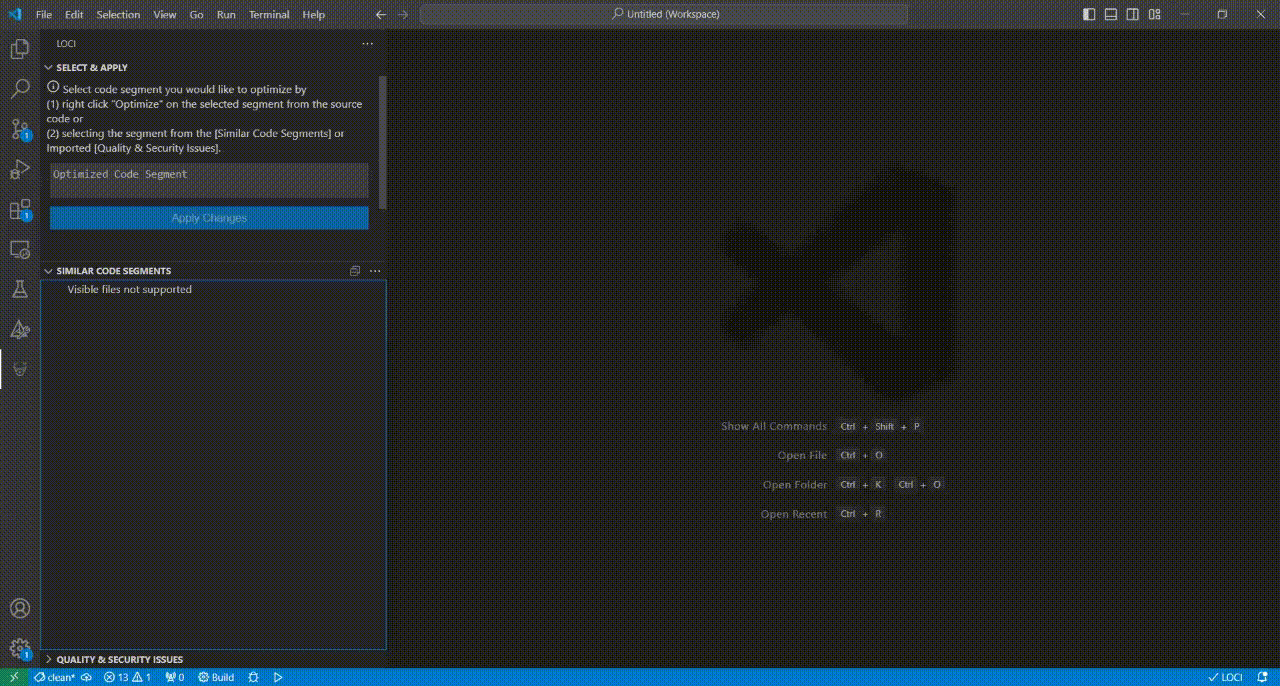 File Edit Selection View Go Run Terminal Help
Untitled (Workspace)
LOCI
SELECT & APPLY
Select code segment you would like to optimize by
(1) right click "Optimize" on the selected segment from the source
code or
(2) selecting the segment from the [Similar Code Segments] or
Imported [Quality & Security Issues].
Optimized Code Segment
Apply Changes
SIMILAR CODE SEGMENTS
Visible files not supported
1
1
Show All Commands Ctrl + Shift + P
Open File Ctrl + O
Open Folder Ctrl + K Ctrl + O
Open Recent Ctrl + R
1
QUALITY & SECURITY ISSUES
clean* 13 1 0 Build LOCI